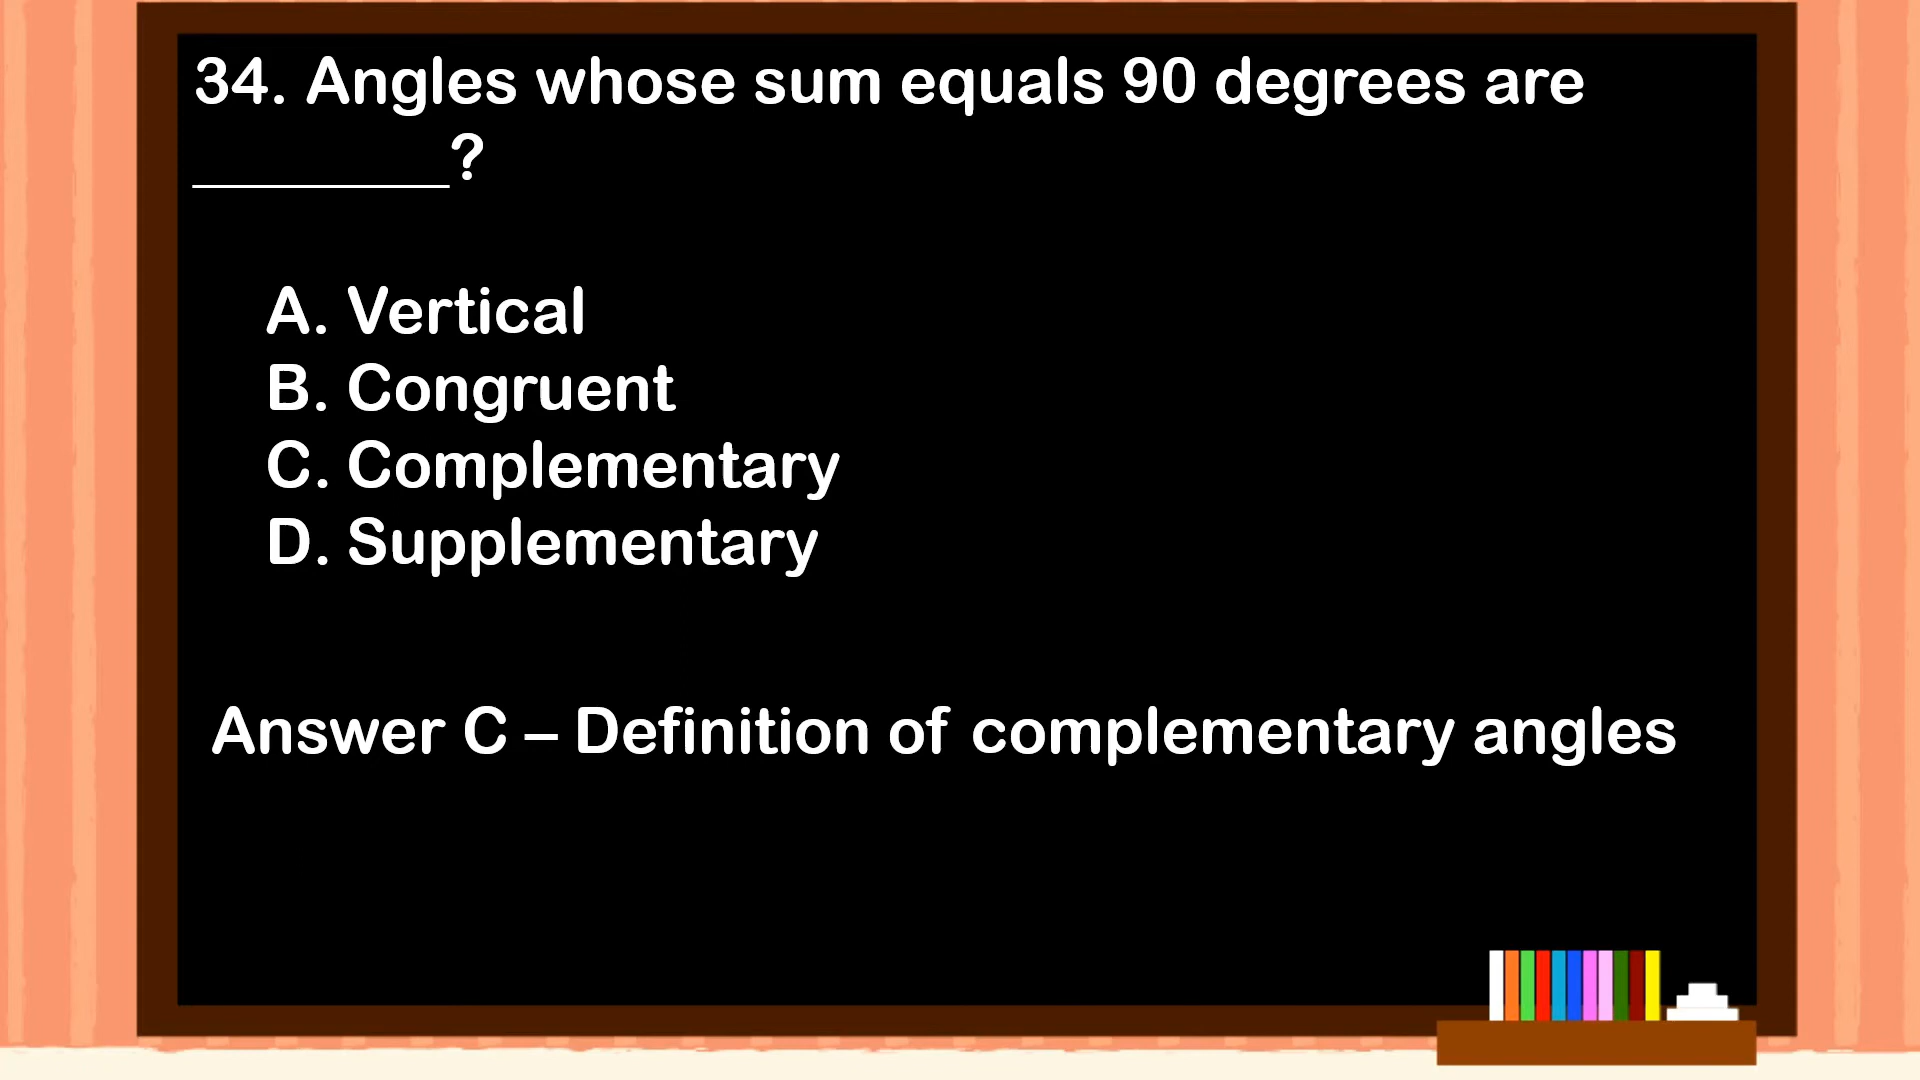 34. Angles whose sum equals 90 degrees are
________?
A. Vertical
B. Congruent
C. Complementary
D. Supplementary
Answer C – Definition of complementary angles